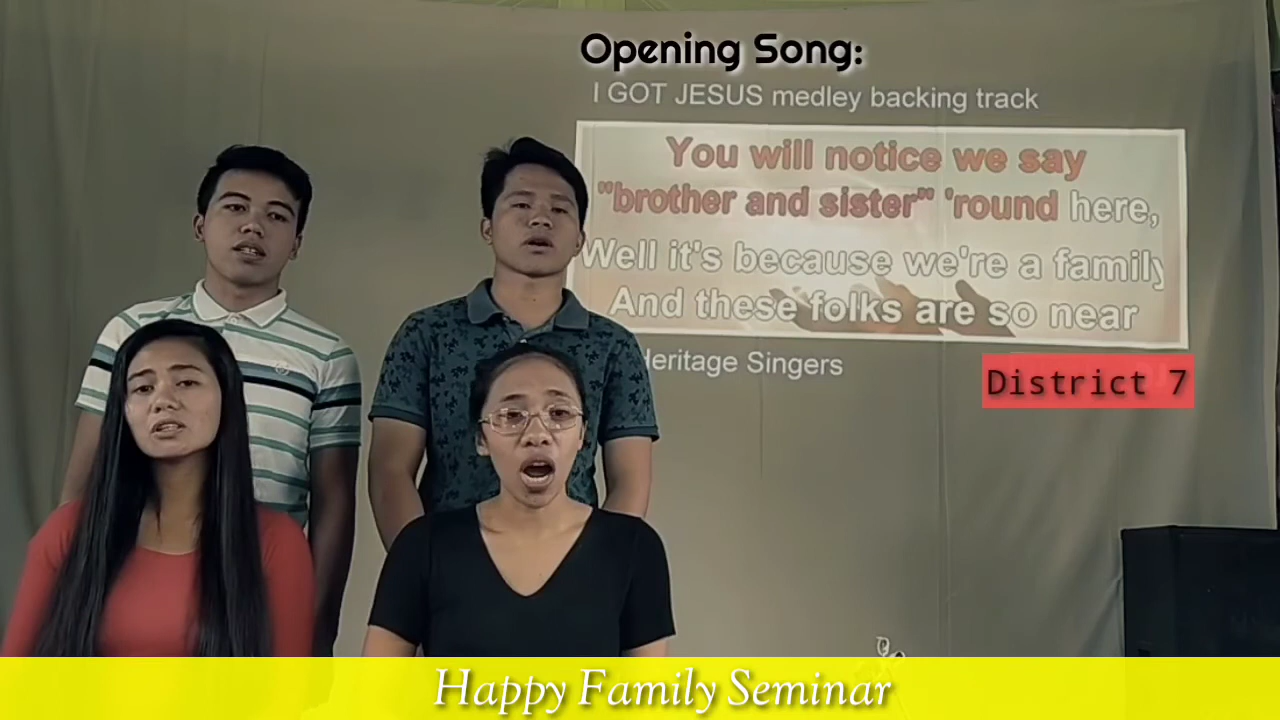 Opening Song:
I GOT JESUS medley backing track
You will notice we say
"brother and sister" 'round here,
Well it's because we're a family
And these folks are so near
Heritage Singers
District 7
Happy Family Seminar